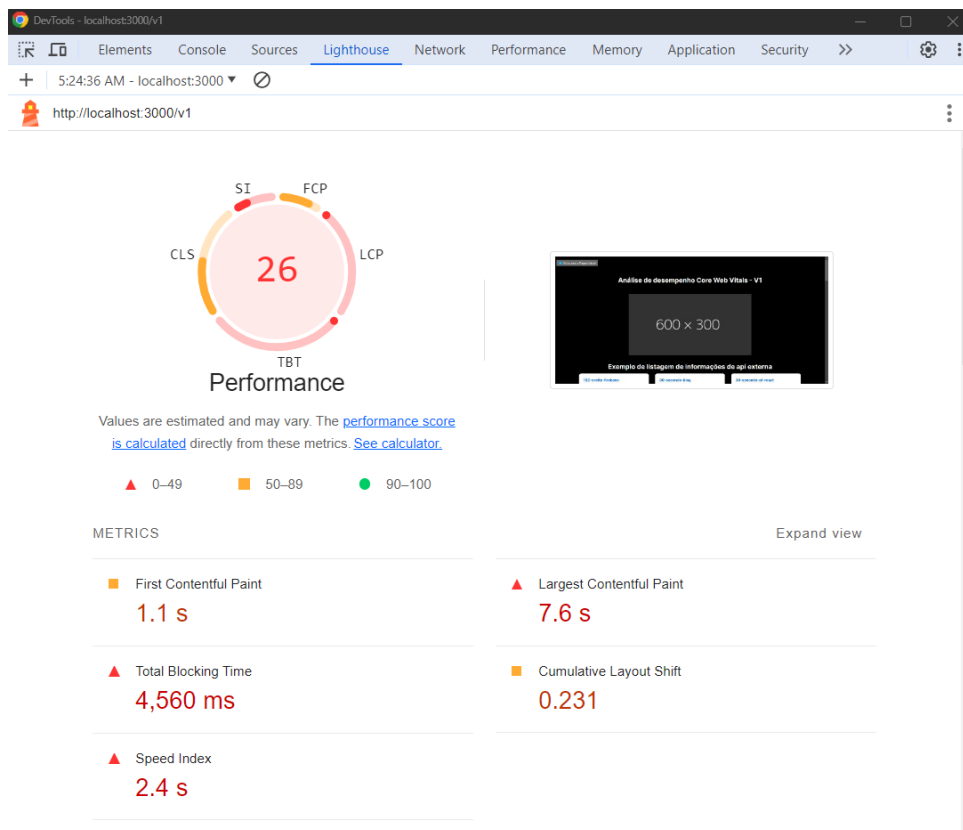 DevTools - localhost:3000/v1
Elements Console Sources Lighthouse Network Performance Memory Application Security
5:24:36 AM - localhost:3000
http://localhost:3000/v1
SI FCP
CLS LCP
26
TBT
Performance
Values are estimated and may vary. The performance score
is calculated directly from these metrics. See calculator.
0–49 50–89 90–100
Análise de desempenho Core Web Vitals - V1
600 × 300
Exemplo de listagem de informações de api externa
METRICS Expand view
First Contentful Paint
1.1 s
Largest Contentful Paint
7.6 s
Total Blocking Time
4,560 ms
Cumulative Layout Shift
0.231
Speed Index
2.4 s